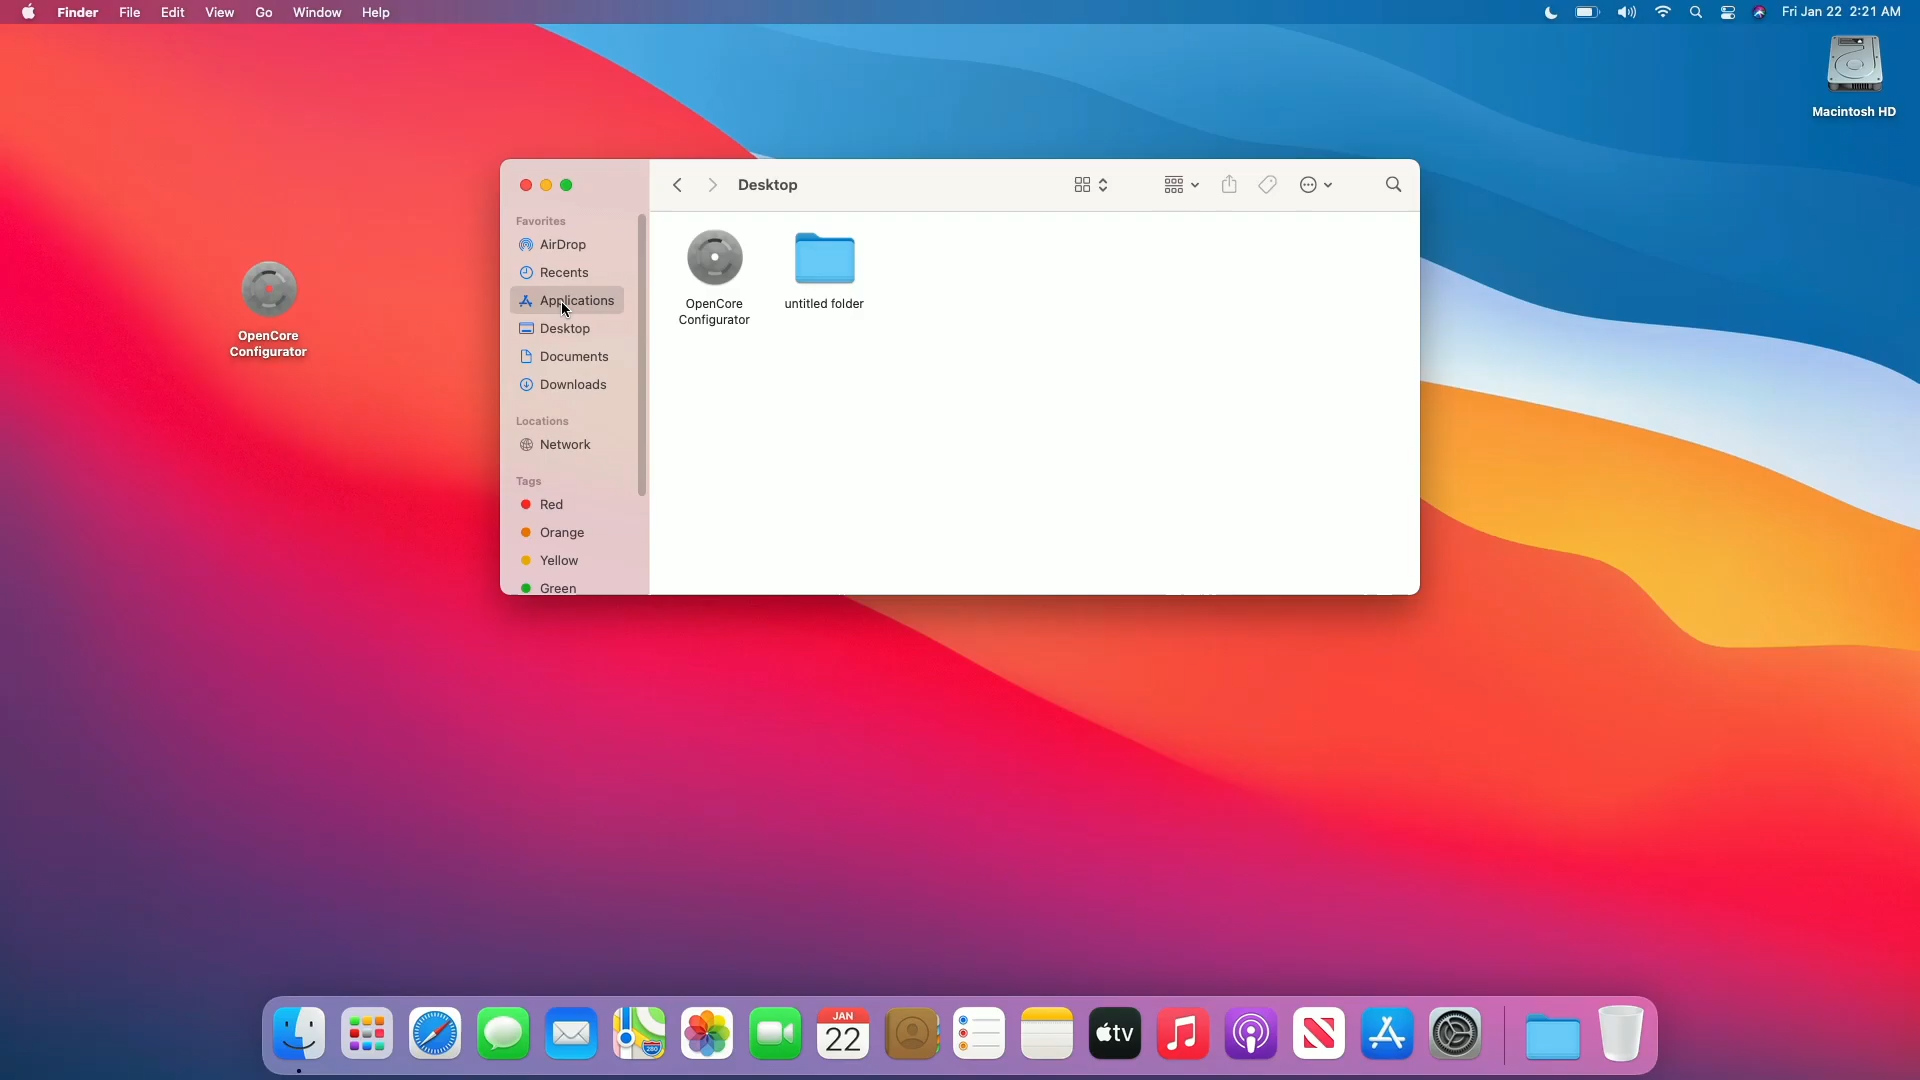 Finder File Edit View Go Window Help
Fri Jan 22 2:21 AM
Macintosh HD
OpenCore
Configurator
Desktop
Favorites
AirDrop
Recents
Applications
Desktop
Documents
Downloads
Locations
Network
Tags
Red
Orange
Yellow
Green
OpenCore
Configurator
untitled folder
280
JAN
22
tv